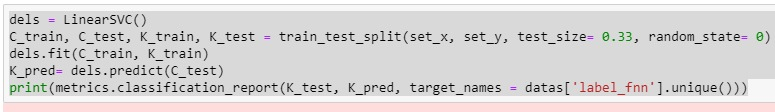 dels = LinearSVC()
C_train, C_test, K_train, K_test = train_test_split(set_x, set_y, test_size= 0.33, random_state= 0)
dels.fit(C_train, K_train)
K_pred= dels.predict(C_test)
print(metrics.classification_report(K_test, K_pred, target_names = datas['label_fnn'].unique()))